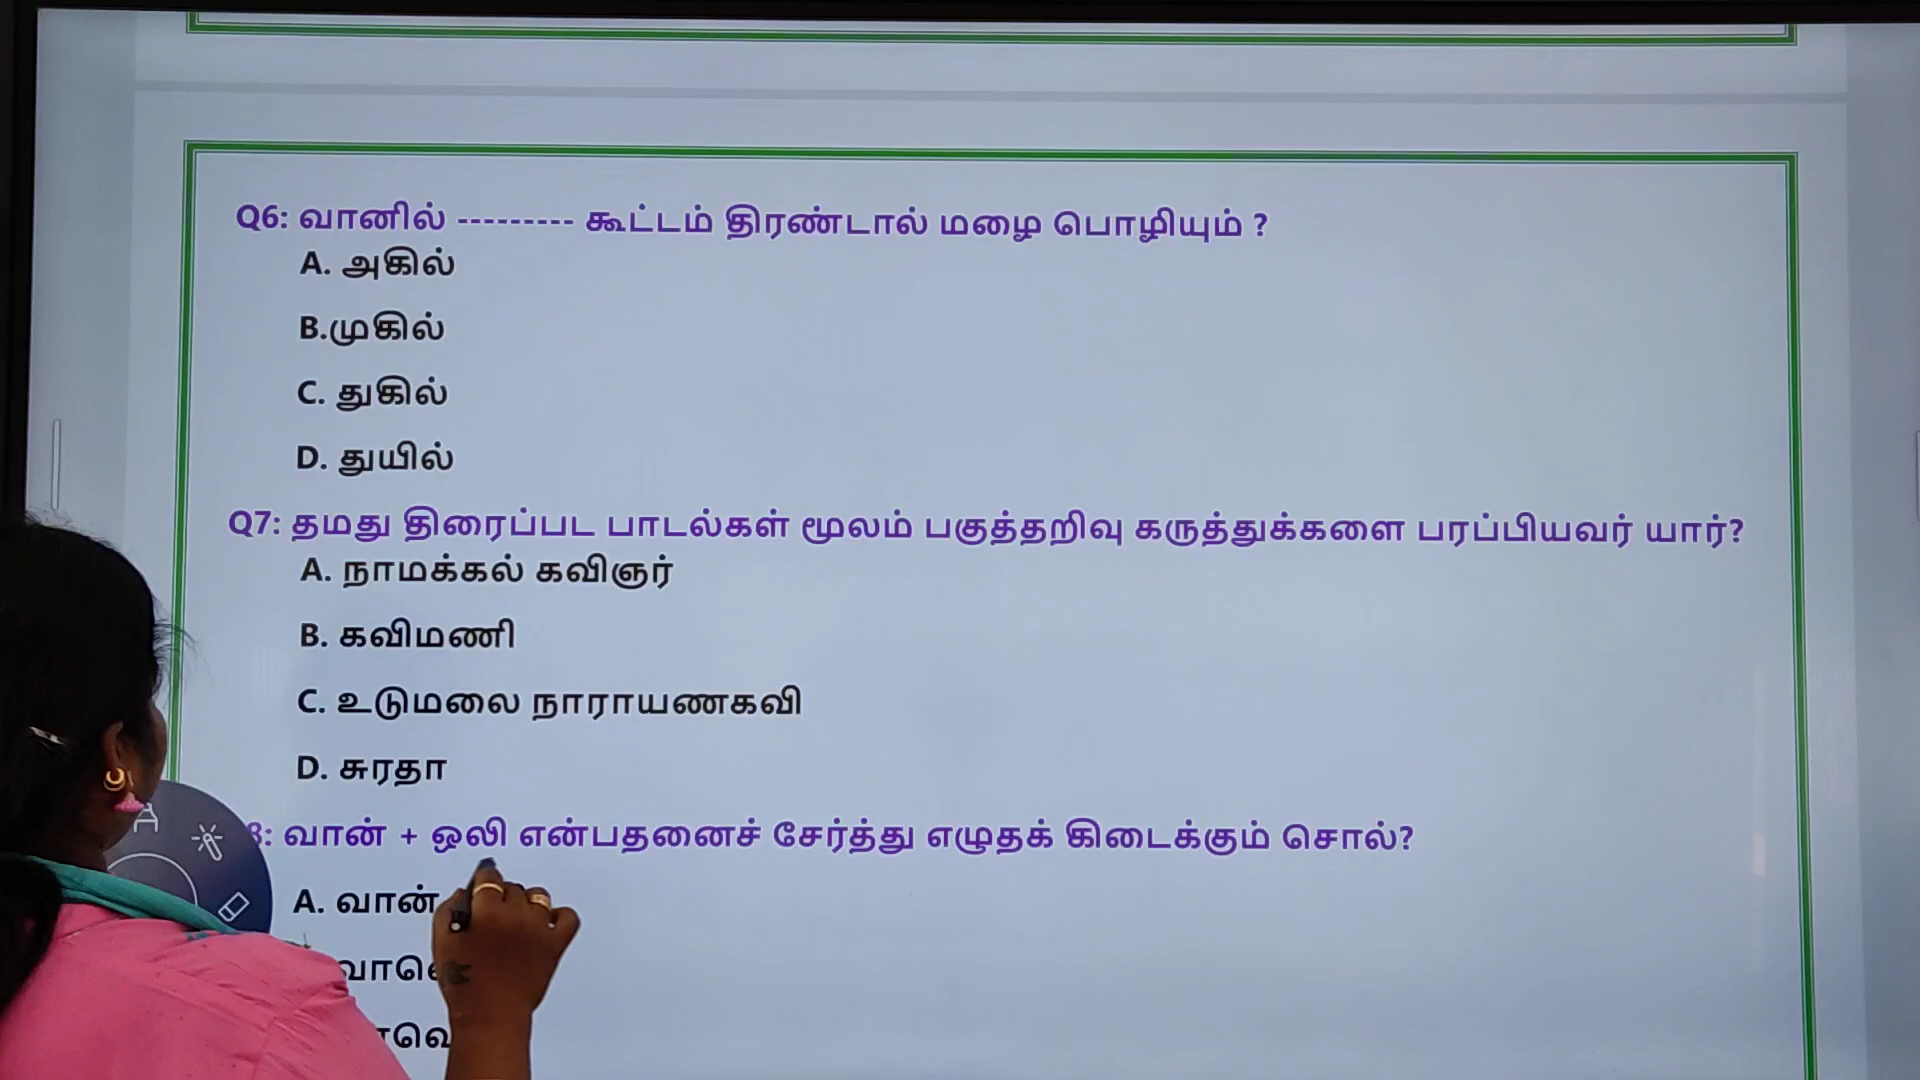 Q6: வானில் --------- கூட்டம் திரண்டால் மழை பொழியும் ?
A. அகில்
B.முகில்
C. துகில்
D. துயில்
Q7: தமது திரைப்பட பாடல்கள் மூலம் பகுத்தறிவு கருத்துக்களை பரப்பியவர் யார்?
A. நாமக்கல் கவிஞர்
B. கவிமணி
C. உடுமலை நாராயணகவி
D. சுரதா
8: வான் + ஒலி என்பதனைச் சேர்த்து எழுதக் கிடைக்கும் சொல்?
A. வான்